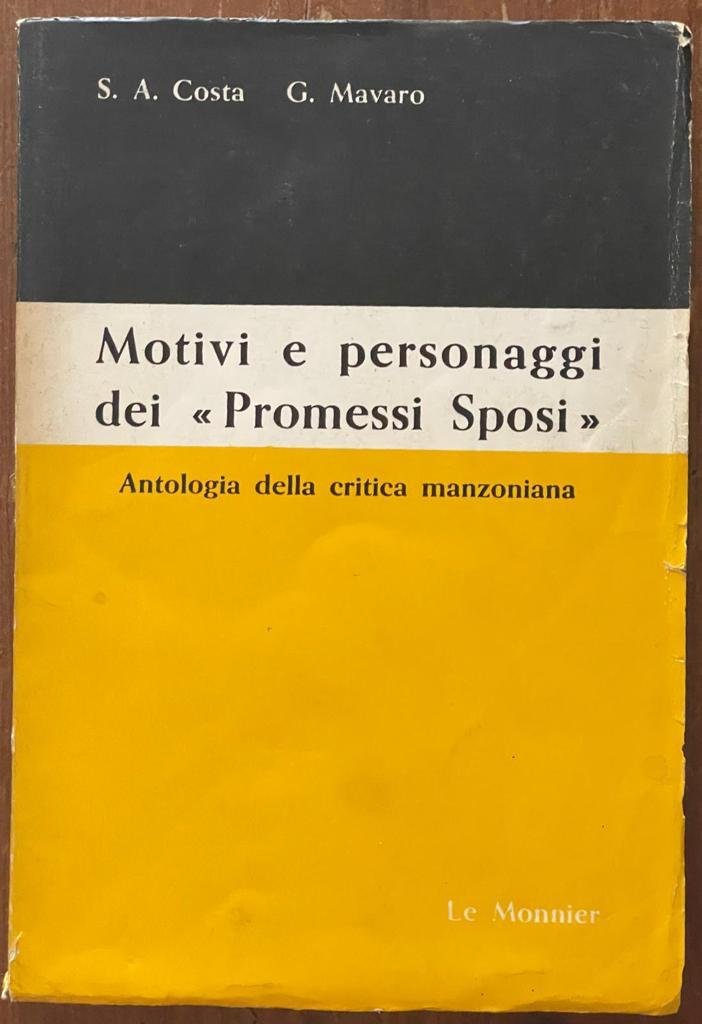 S. A. Costa G. Mavaro
Motivi e personaggi
dei « Promessi Sposi »
Antologia della critica manzoniana
Le Monnier